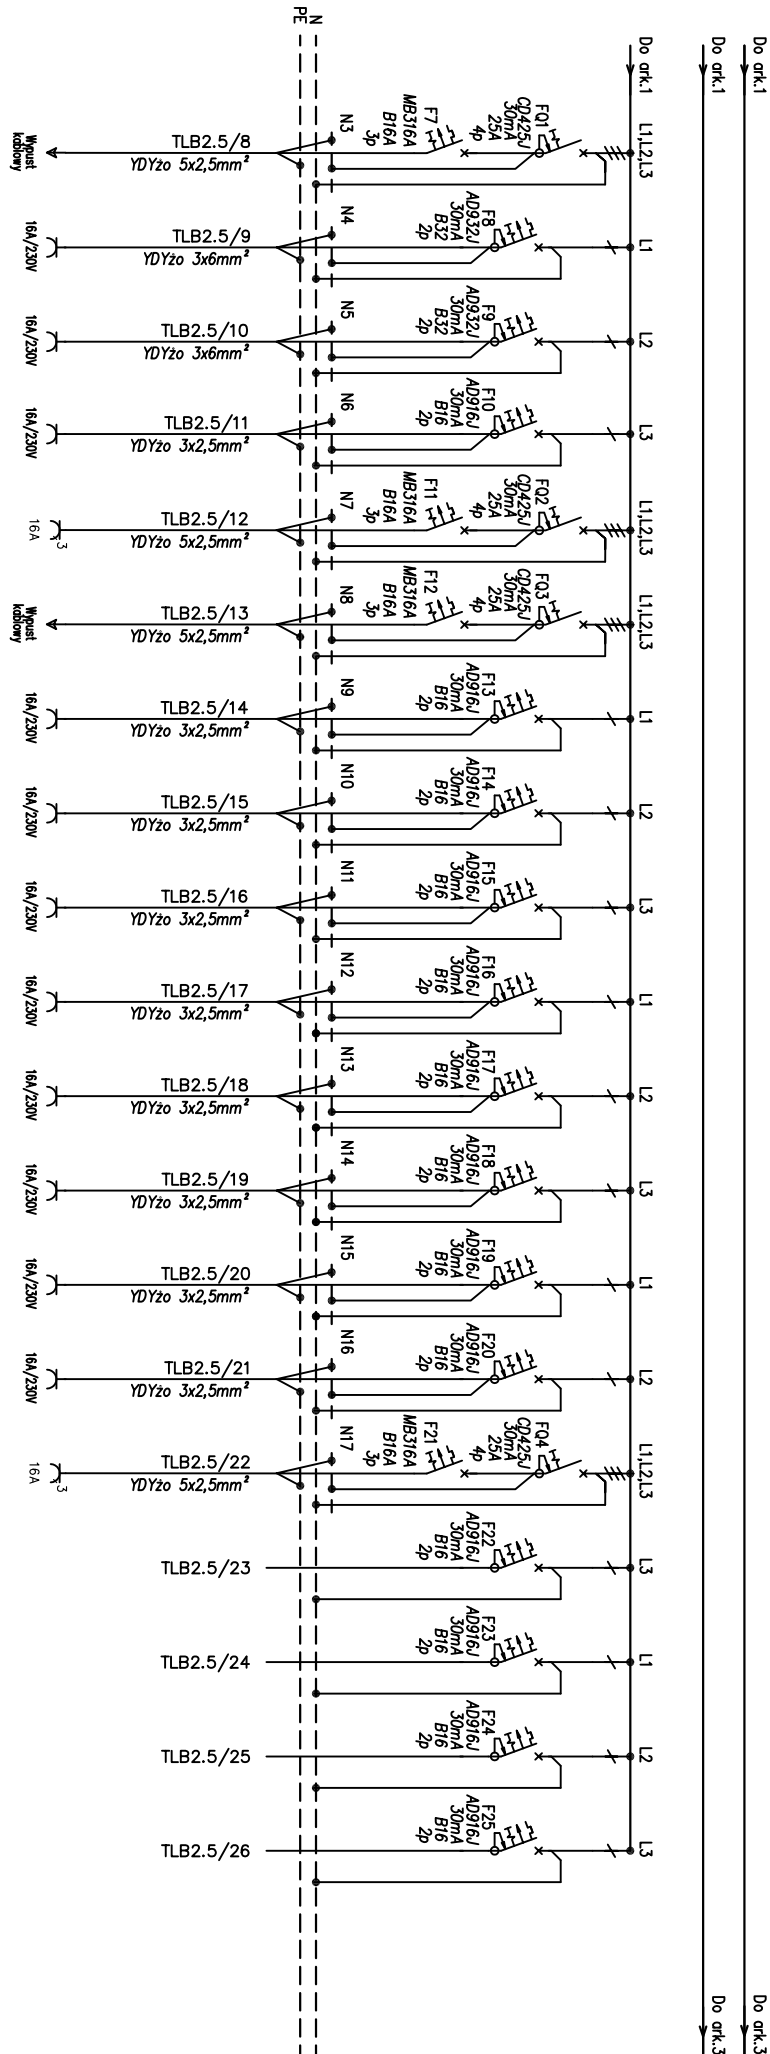 Do ark.1
Do ark.1
Do ark.3
Do ark.3
Do ark.1
N
PE
L1,L2,L3
FQ1
CD425J
30mA
25A
4p
F7
MB316A
B16A
3p
N3
TLB2.5/8
YDYżo 5x2,5mm²
Wypust
kablowy
L1
F8
AD932J
30mA
B32
2p
N4
TLB2.5/9
YDYżo 3x6mm²
16A/230V
L2
F9
AD932J
30mA
B32
2p
N5
TLB2.5/10
YDYżo 3x6mm²
16A/230V
L3
F10
AD916J
30mA
B16
2p
N6
TLB2.5/11
YDYżo 3x2,5mm²
16A/230V
L1,L2,L3
FQ2
CD425J
30mA
25A
4p
F11
MB316A
B16A
3p
N7
TLB2.5/12
YDYżo 5x2,5mm²
3
16A
L1,L2,L3
FQ3
CD425J
30mA
25A
4p
F12
MB316A
B16A
3p
N8
TLB2.5/13
YDYżo 5x2,5mm²
Wypust
kablowy
L1
F13
AD916J
30mA
B16
2p
N9
TLB2.5/14
YDYżo 3x2,5mm²
16A/230V
L2
F14
AD916J
30mA
B16
2p
N10
TLB2.5/15
YDYżo 3x2,5mm²
16A/230V
L3
F15
AD916J
30mA
B16
2p
N11
TLB2.5/16
YDYżo 3x2,5mm²
16A/230V
L1
F16
AD916J
30mA
B16
2p
N12
TLB2.5/17
YDYżo 3x2,5mm²
16A/230V
L2
F17
AD916J
30mA
B16
2p
N13
TLB2.5/18
YDYżo 3x2,5mm²
16A/230V
L3
F18
AD916J
30mA
B16
2p
N14
TLB2.5/19
YDYżo 3x2,5mm²
16A/230V
L1
F19
AD916J
30mA
B16
2p
N15
TLB2.5/20
YDYżo 3x2,5mm²
16A/230V
L2
F20
AD916J
30mA
B16
2p
N16
TLB2.5/21
YDYżo 3x2,5mm²
16A/230V
L1,L2,L3
FQ4
CD425J
30mA
25A
4p
F21
MB316A
B16A
3p
N17
TLB2.5/22
YDYżo 5x2,5mm²
3
16A
L3
F22
AD916J
30mA
B16
2p
TLB2.5/23
L1
F23
AD916J
30mA
B16
2p
TLB2.5/24
L2
F24
AD916J
30mA
B16
2p
TLB2.5/25
L3
F25
AD916J
30mA
B16
2p
TLB2.5/26